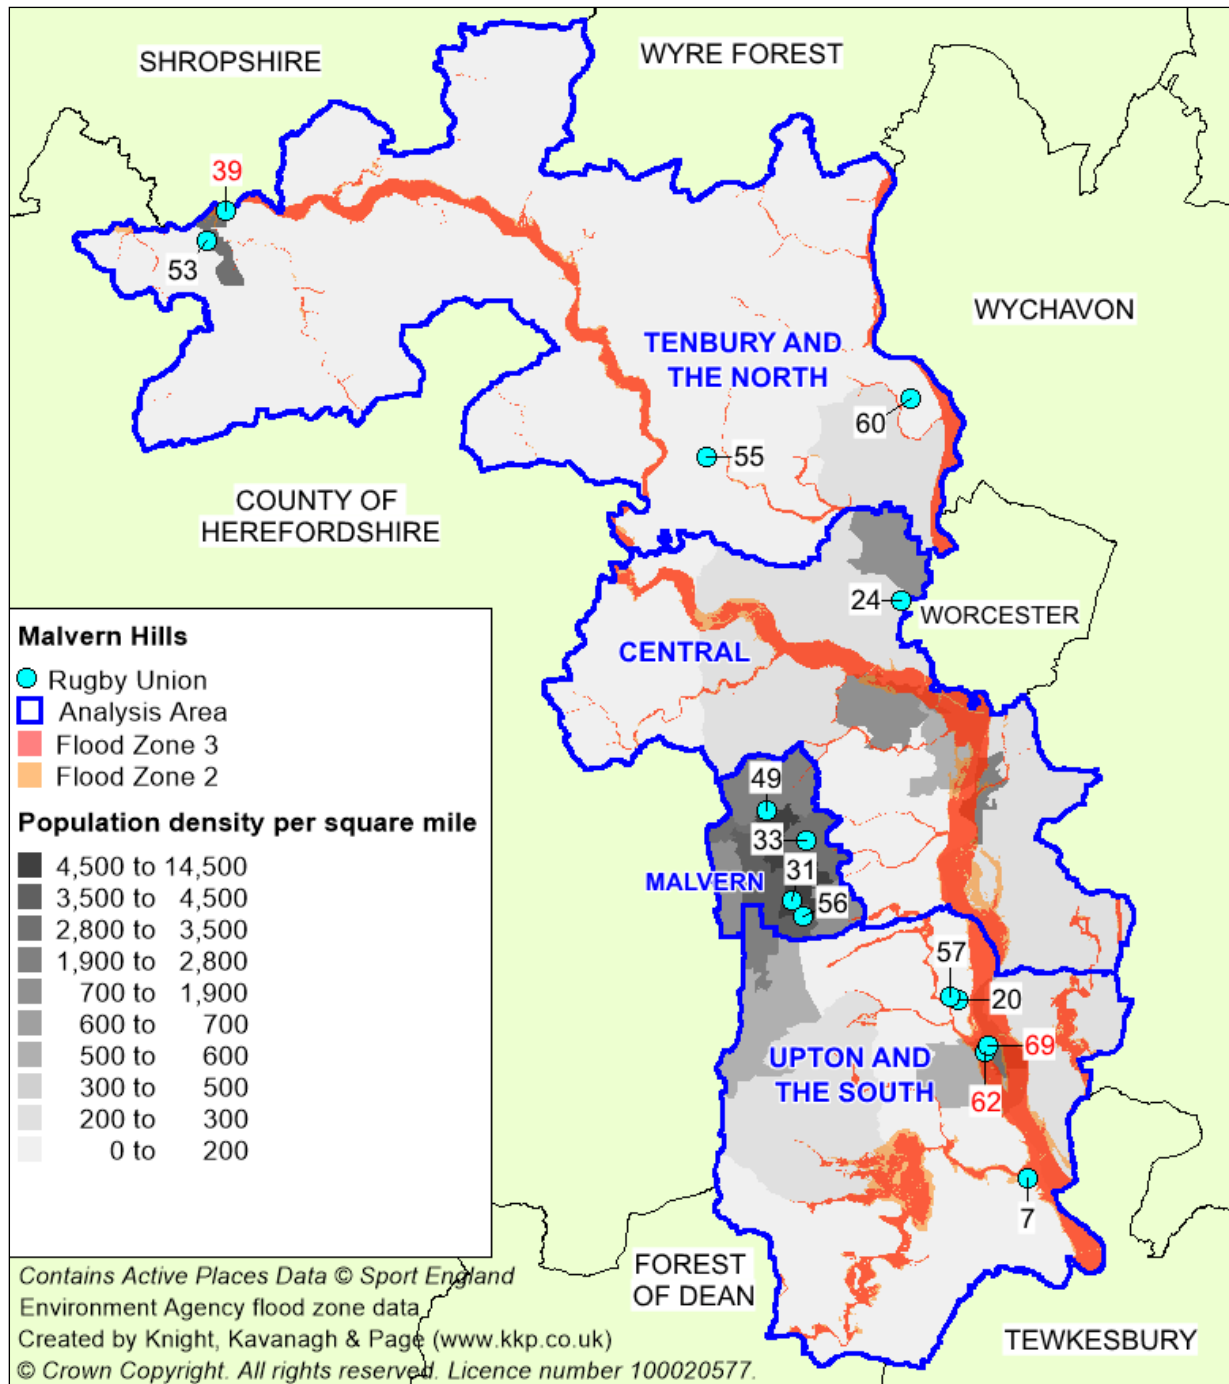 SHROPSHIRE
WYRE FOREST
39
53
WYCHAVON
TENBURY AND
THE NORTH
60
55
COUNTY OF
HEREFORDSHIRE
24
WORCESTER
CENTRAL
49
33
31
MALVERN
56
57
20
69
UPTON AND
THE SOUTH
62
7
FOREST
OF DEAN
TEWKESBURY
Malvern Hills
Rugby Union
Analysis Area
Flood Zone 3
Flood Zone 2
Population density per square mile
4,500 to 14,500
3,500 to 4,500
2,800 to 3,500
1,900 to 2,800
700 to 1,900
600 to 700
500 to 600
300 to 500
200 to 300
0 to 200
Contains Active Places Data © Sport England
Environment Agency flood zone data
Created by Knight, Kavanagh & Page (www.kkp.co.uk)
© Crown Copyright. All rights reserved. Licence number 100020577.